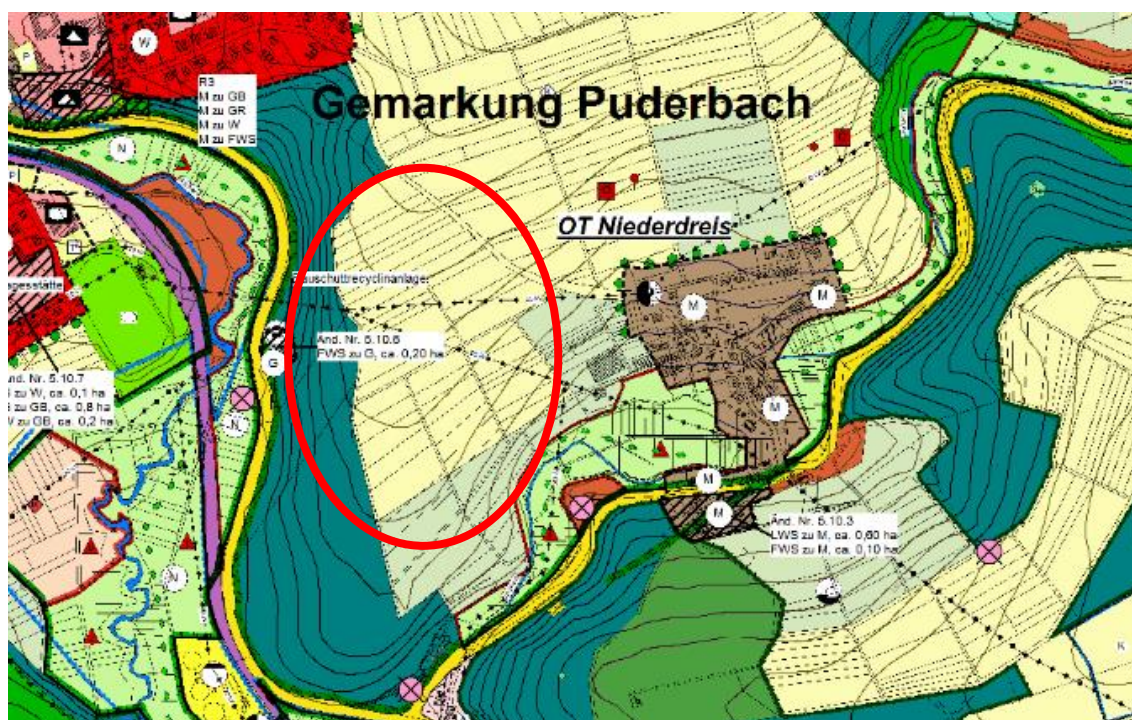 P
W
R3
M zu GB
M zu GR
M zu W
M zu FWS
Gemarkung Puderbach
N
P
OT Niederdreis
Bauschuttrecyclinanlage
M
M
agesstätte
Änd. Nr. 5.10.6
FWS zu G, ca. 0,20 ha
G
Änd. Nr. 5.10.7
zu W, ca. 0,1 ha
zu GB, ca. 0,8 ha
zu GB, ca. 0,2 ha
N
M
M
M
Änd. Nr. 5.10.3
LWS zu M, ca. 0,60 ha
FWS zu M, ca. 0,10 ha
N
K